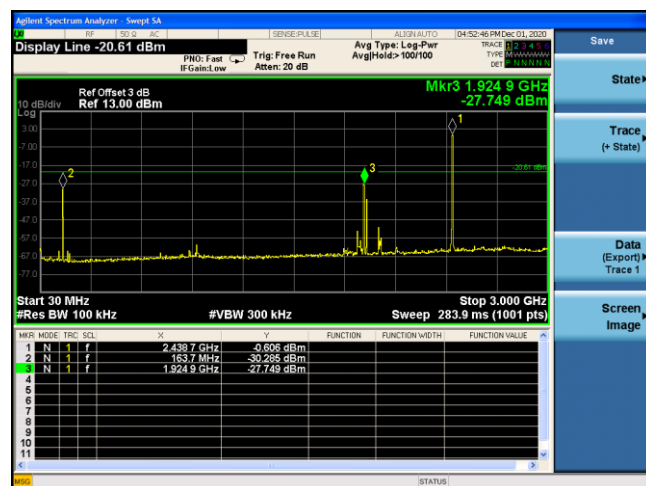 Agilent Spectrum Analyzer - Swept SA
RF 50 Ω AC SENSE:PULSE ALIGN AUTO 04:52:46 PM Dec 01, 2020
Display Line -20.61 dBm
PNO: Fast
IFGain:Low
Trig: Free Run
Atten: 20 dB
Avg Type: Log-Pwr
Avg|Hold:>100/100
TRACE 1 2 3 4 5 6
TYPE
DET P N N N N N
Ref Offset 3 dB
Ref 13.00 dBm
Mkr3 1.924 9 GHz
-27.749 dBm
10 dB/div
Log
3.00
-7.00
-17.0
-27.0
-37.0
-47.0
-57.0
-67.0
-77.0
1
2
3
-20.61 dBm
Start 30 MHz
#Res BW 100 kHz
#VBW 300 kHz
Stop 3.000 GHz
Sweep 283.9 ms (1001 pts)
MKR MODE TRC SCL X Y FUNCTION FUNCTION WIDTH FUNCTION VALUE
1 N 1 f 2.438 7 GHz -0.606 dBm
2 N 1 f 163.7 MHz -30.285 dBm
3 N 1 f 1.924 9 GHz -27.749 dBm
4
5
6
7
8
9
10
11
MSG
STATUS
Save
State
Trace
(+ State)
Data
(Export)
Trace 1
Screen
Image